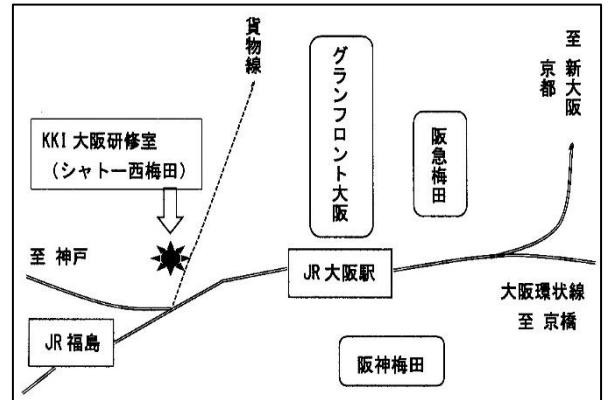 貨物線
グランフロント大阪
至 新大阪
京都
KKI 大阪研修室
（シャトー西梅田）
阪急梅田
至 神戸
JR 大阪駅
大阪環状線
至 京橋
JR 福島
阪神梅田